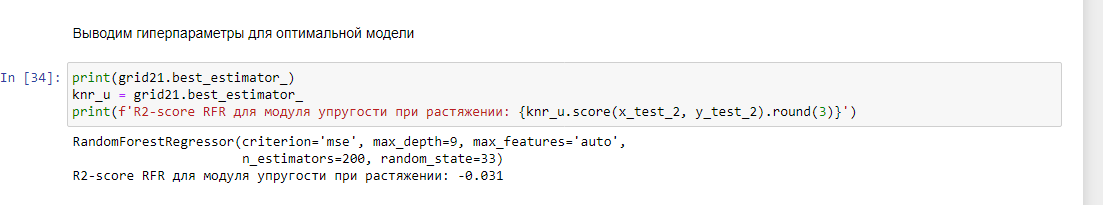 Выводим гиперпараметры для оптимальной модели
In [34]:
print(grid21.best_estimator_)
knr_u = grid21.best_estimator_
print(f'R2-score RFR для модуля упругости при растяжении: {knr_u.score(x_test_2, y_test_2).round(3)}')
RandomForestRegressor(criterion='mse', max_depth=9, max_features='auto',
n_estimators=200, random_state=33)
R2-score RFR для модуля упругости при растяжении: -0.031